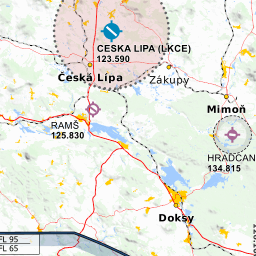 CESKA LIPA (LKCE)
123.590
Česká Lípa
Zákupy
Mimoň
RAMŠ
125.830
HRADČAN
134.815
Doksy
FL 95
FL 65